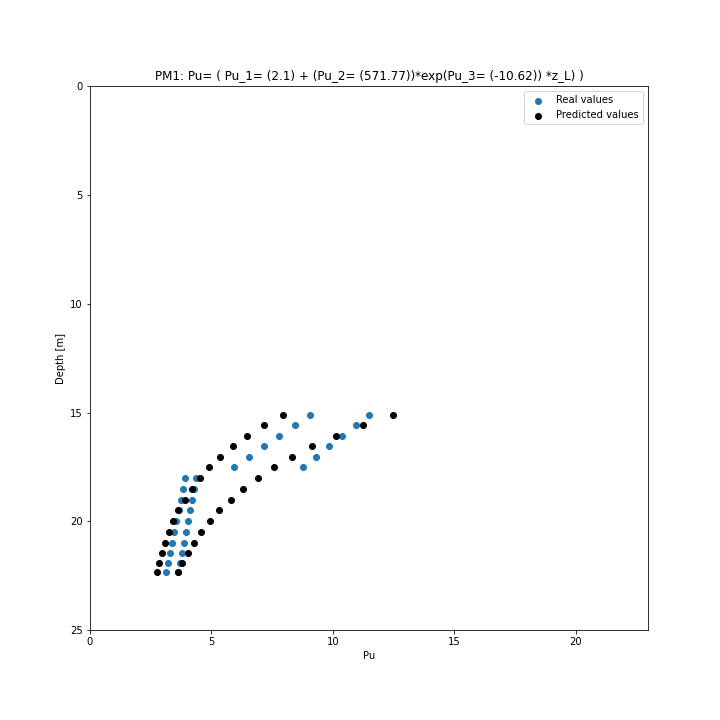 PM1: Pu= ( Pu_1= (2.1) + (Pu_2= (571.77))*exp(Pu_3= (-10.62)) *z_L) )
Real values
Predicted values
0
5
10
15
20
25
Depth [m]
0
5
10
15
20
Pu